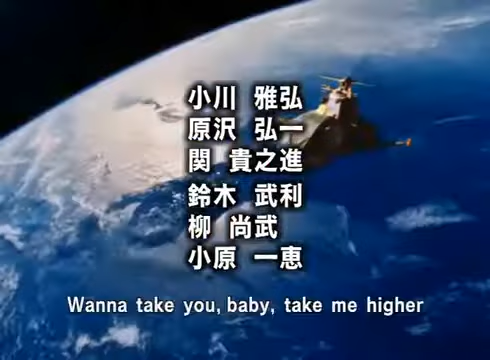 小川 雅弘
原沢 弘一
関 貴之進
鈴木 武利
柳 尚武
小原 一恵
Wanna take you, baby, take me higher